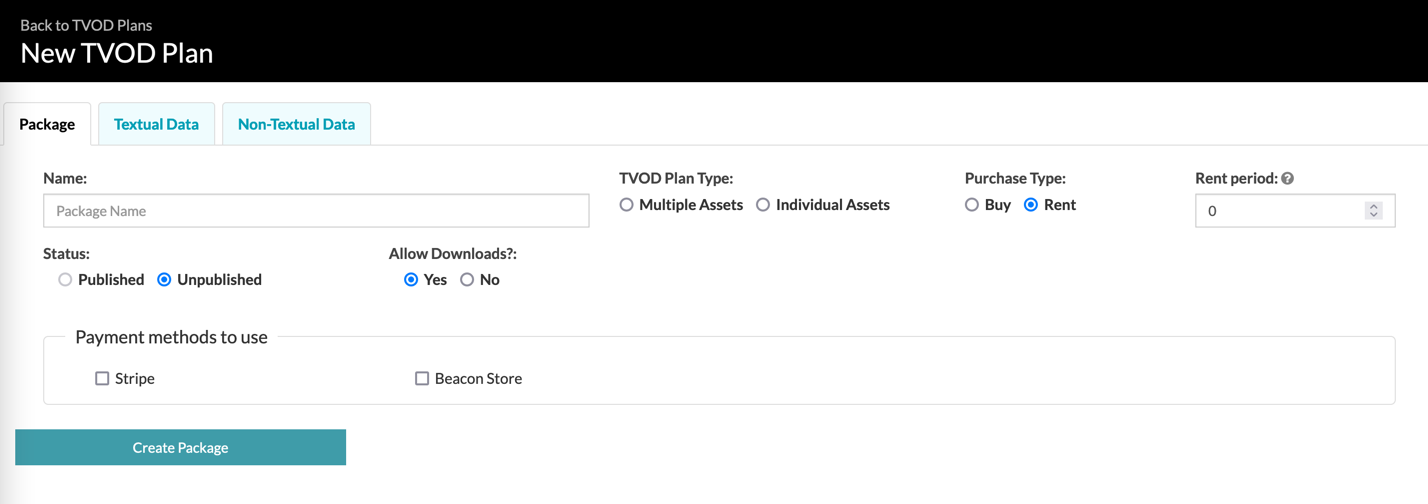 Back to TVOD Plans
New TVOD Plan
Package
Textual Data
Non-Textual Data
Name:
Package Name
TVOD Plan Type:
Multiple Assets
Individual Assets
Purchase Type:
Buy
Rent
Rent period:
0
Status:
Published
Unpublished
Allow Downloads?:
Yes
No
Payment methods to use
Stripe
Beacon Store
Create Package